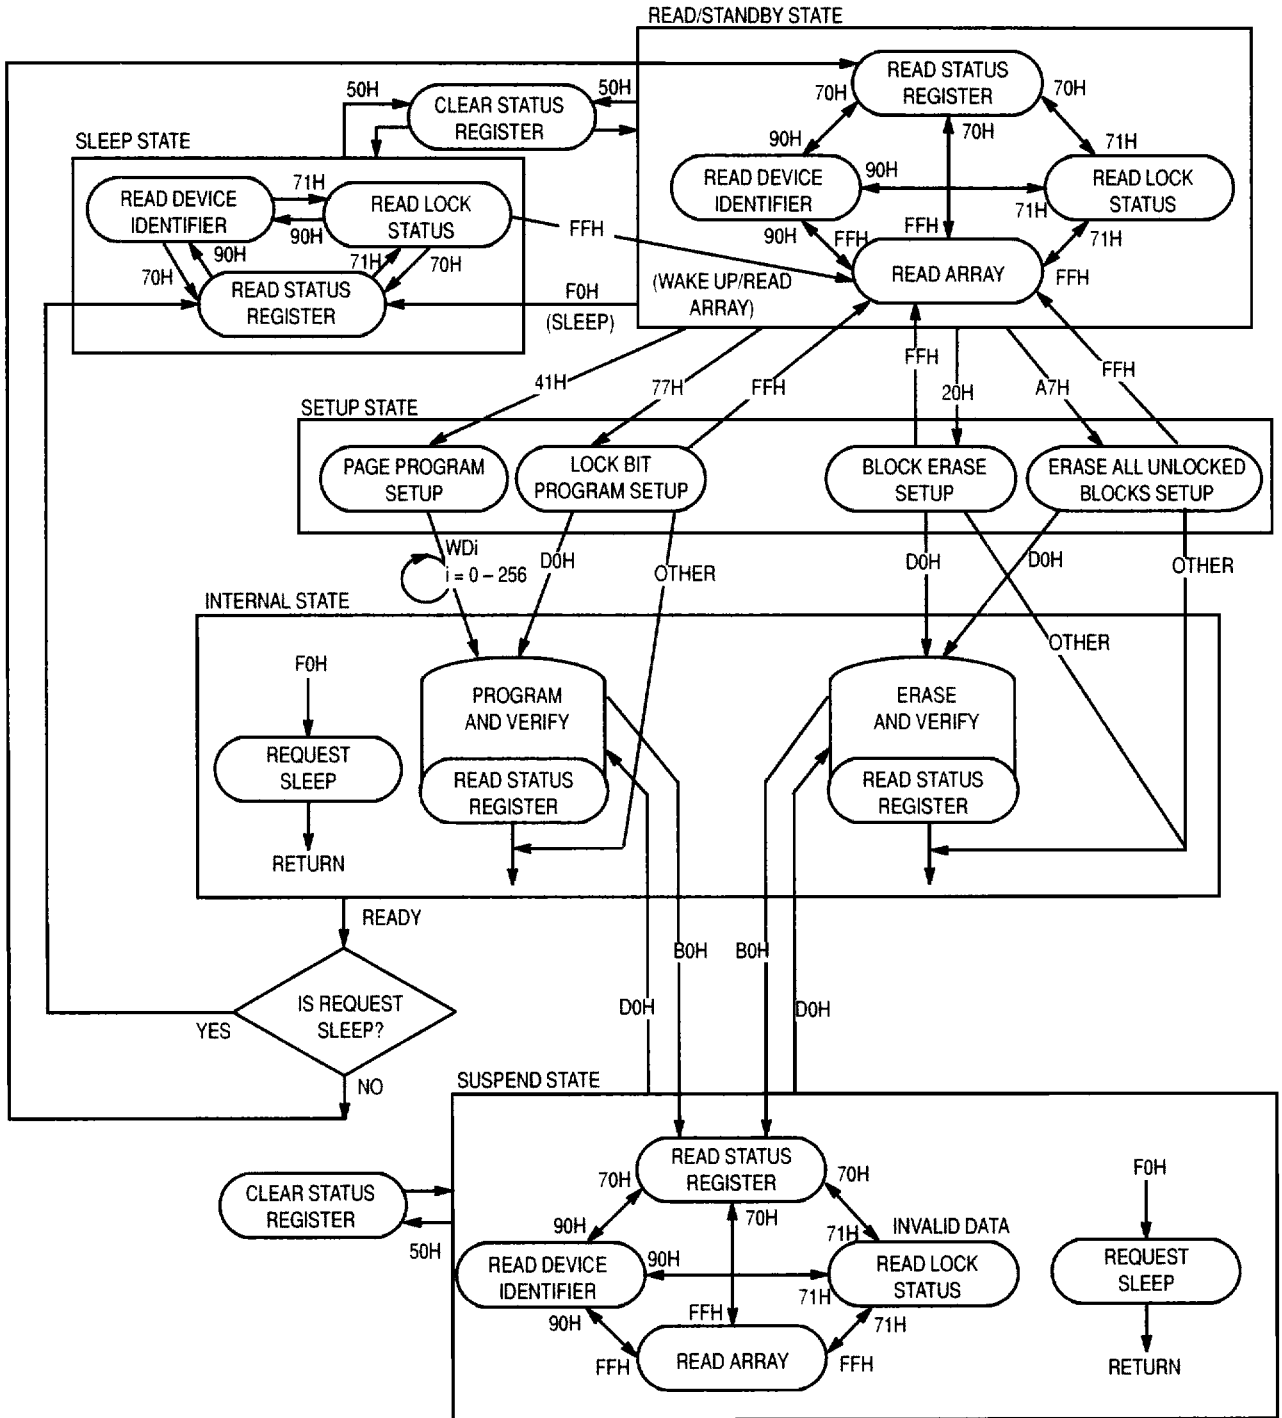 READ/STANDBY STATE
READ STATUS
REGISTER
50H
50H
CLEAR STATUS
REGISTER
70H
70H
70H
SLEEP STATE
90H
71H
READ DEVICE
IDENTIFIER
71H
READ LOCK
STATUS
90H
READ DEVICE
IDENTIFIER
90H
71H
READ LOCK
STATUS
FFH
90H
FFH
FFH
71H
70H
90H
71H
70H
READ STATUS
REGISTER
F0H
(SLEEP)
(WAKE UP/READ
ARRAY)
READ ARRAY
FFH
41H
77H
FFH
FFH
20H
A7H
FFH
SETUP STATE
PAGE PROGRAM
SETUP
LOCK BIT
PROGRAM SETUP
BLOCK ERASE
SETUP
ERASE ALL UNLOCKED
BLOCKS SETUP
WDi
i = 0 – 256
D0H
OTHER
D0H
D0H
OTHER
INTERNAL STATE
OTHER
F0H
REQUEST
SLEEP
RETURN
PROGRAM
AND VERIFY
READ STATUS
REGISTER
ERASE
AND VERIFY
READ STATUS
REGISTER
READY
B0H
B0H
IS REQUEST
SLEEP?
YES
NO
D0H
D0H
SUSPEND STATE
READ STATUS
REGISTER
CLEAR STATUS
REGISTER
50H
70H
70H
70H
F0H
90H
71H
INVALID DATA
READ DEVICE
IDENTIFIER
90H
71H
READ LOCK
STATUS
REQUEST
SLEEP
90H
FFH
FFH
71H
READ ARRAY
FFH
RETURN